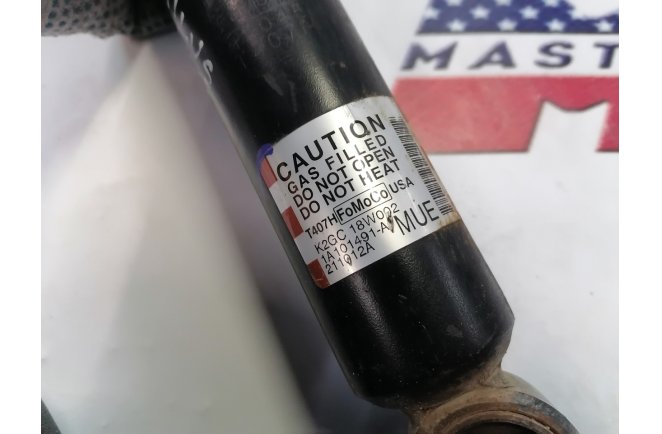 CAUTION
GAS FILLED
DO NOT OPEN
DO NOT HEAT
T407H FoMoCo USA
K2GC 18W002
1A101491-A
211012A
MUE
MAST